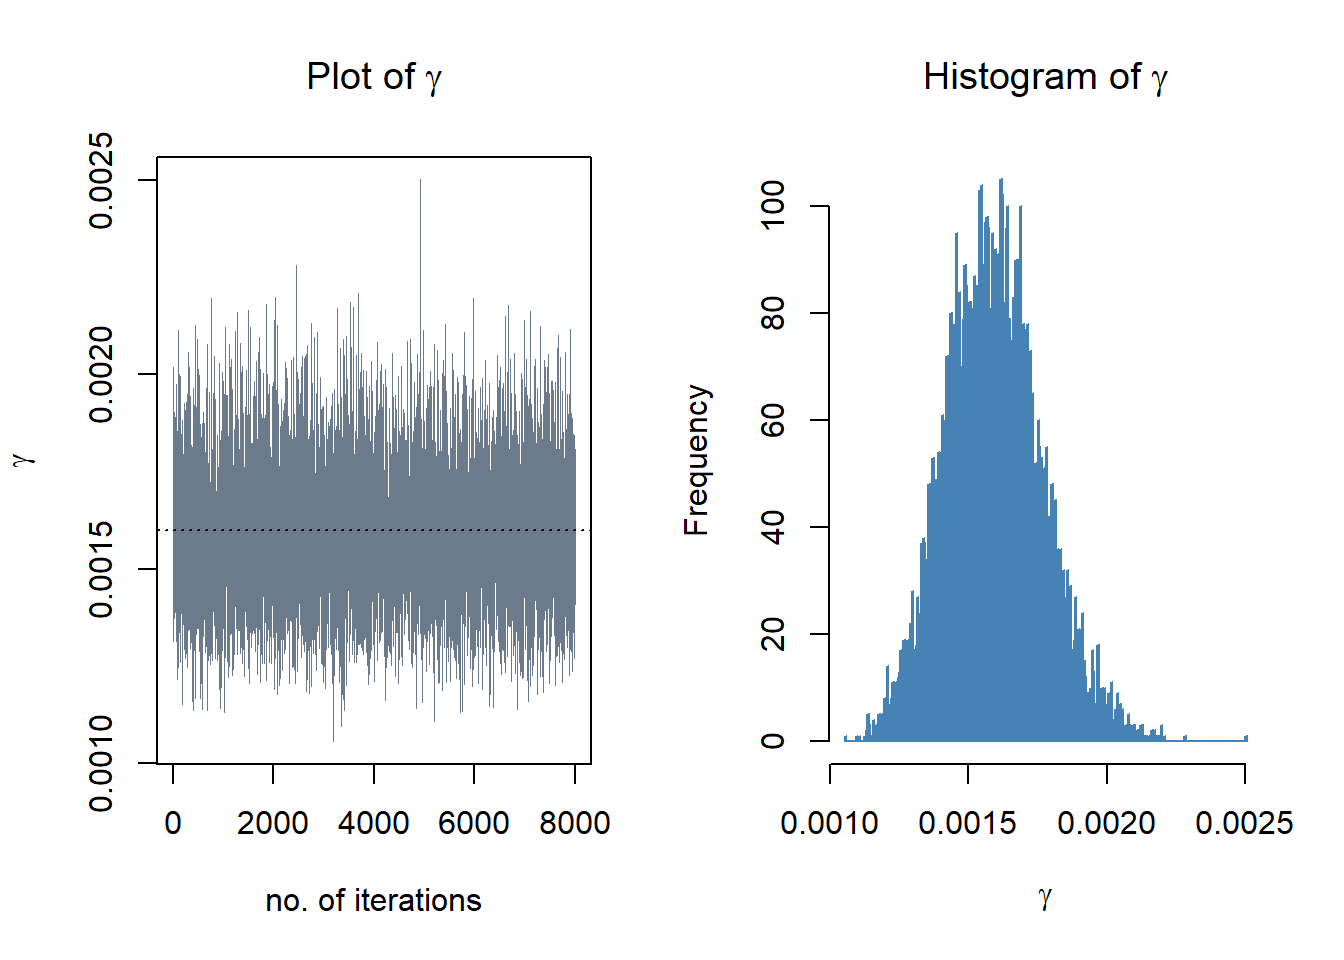 Plot of γ
0.0025
0.0020
0.0015
0.0010
γ
0 2000 4000 6000 8000
no. of iterations
Histogram of γ
100
80
60
40
20
0
Frequency
0.0010 0.0015 0.0020 0.0025
γ